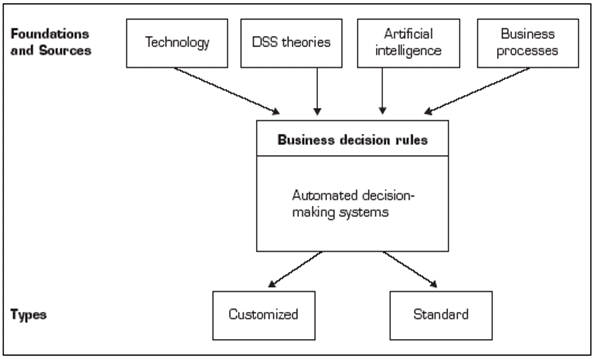 Foundations
and Sources
Technology
DSS theories
Artificial
intelligence
Business
processes
Business decision rules
Automated decision-
making systems
Types
Customized
Standard